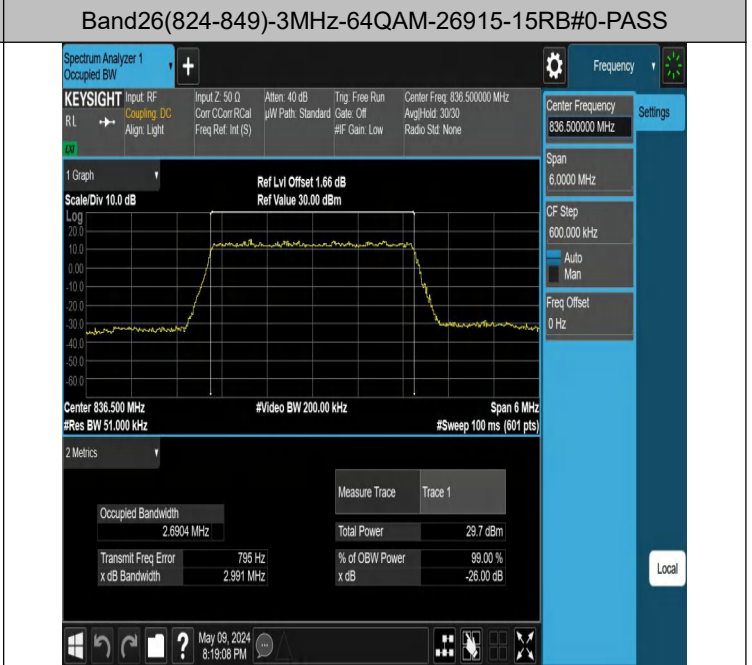 Band26(824-849)-3MHz-64QAM-26915-15RB#0-PASS
Spectrum Analyzer 1
Occupied BW
+
Frequency
KEYSIGHT
RL
Input: RF
Coupling: DC
Align: Light
Input Z: 50 Ω
Corr CCorr RCal
Freq Ref: Int (S)
Atten: 40 dB
µW Path: Standard
Trig: Free Run
Gate: Off
#IF Gain: Low
Center Freq: 836.500000 MHz
Avg|Hold: 30/30
Radio Std: None
Center Frequency
836.500000 MHz
Settings
Span
6.0000 MHz
CF Step
600.000 kHz
Auto
Man
Freq Offset
0 Hz
1 Graph
Scale/Div 10.0 dB
Ref Lvl Offset 1.66 dB
Ref Value 30.00 dBm
Log
20.0
10.0
0.00
-10.0
-20.0
-30.0
-40.0
-50.0
-60.0
Center 836.500 MHz
#Video BW 200.00 kHz
Span 6 MHz
#Res BW 51.000 kHz
#Sweep 100 ms (601 pts)
2 Metrics
Measure Trace
Trace 1
Occupied Bandwidth
2.6904 MHz
Total Power
29.7 dBm
Transmit Freq Error
795 Hz
% of OBW Power
99.00 %
x dB Bandwidth
2.991 MHz
x dB
-26.00 dB
Local
?
May 09, 2024
8:19:08 PM